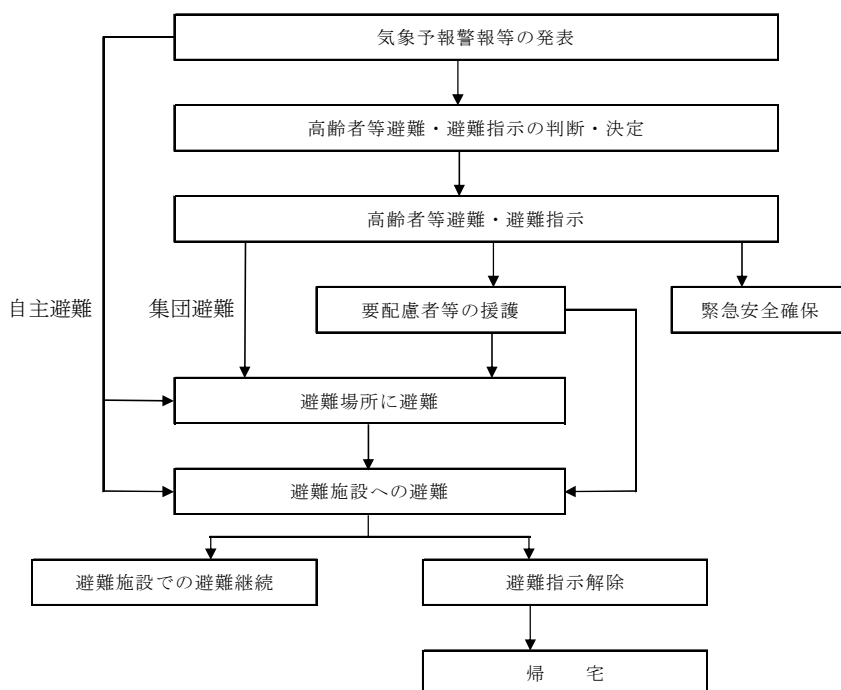 気象予報警報等の発表
高齢者等避難・避難指示の判断・決定
高齢者等避難・避難指示
自主避難
集団避難
要配慮者等の援護
緊急安全確保
避難場所に避難
避難施設への避難
避難施設での避難継続
避難指示解除
帰　　宅